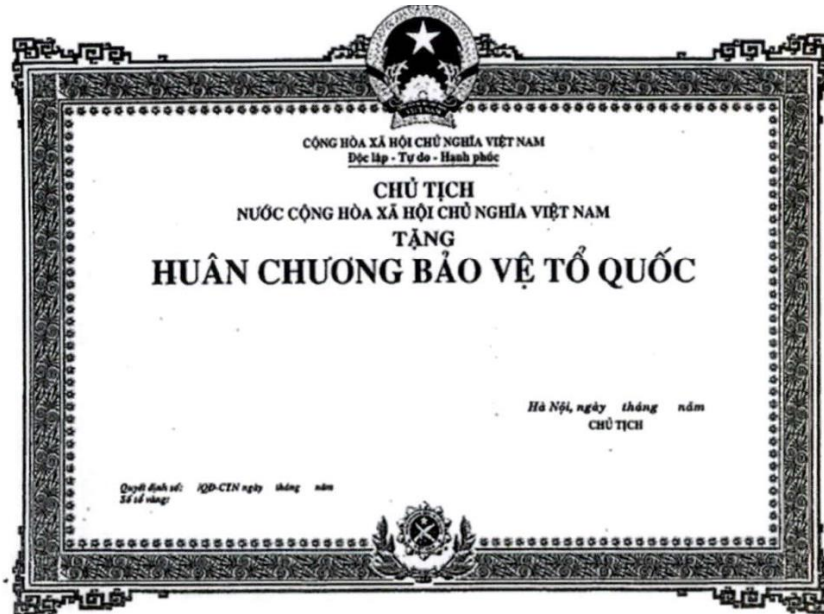 CỘNG HÒA XÃ HỘI CHỦ NGHĨA VIỆT NAM
Độc lập - Tự do - Hạnh phúc
CHỦ TỊCH
NƯỚC CỘNG HÒA XÃ HỘI CHỦ NGHĨA VIỆT NAM
TẶNG
HUÂN CHƯƠNG BẢO VỆ TỔ QUỐC
Hà Nội, ngày tháng năm
CHỦ TỊCH
Quyết định số: /QĐ-CTN ngày tháng năm
Số sổ vàng: